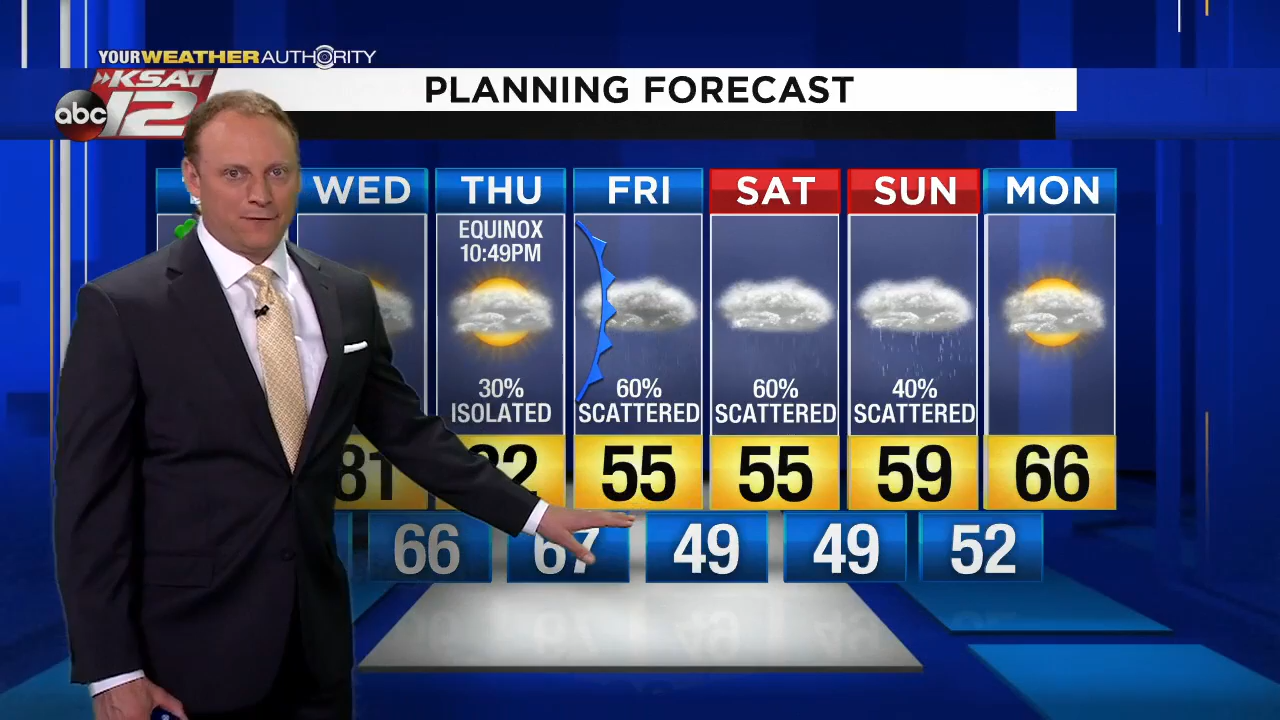 YOURWEATHERAUTHORITY
KSAT
abc 12
PLANNING FORECAST
WED THU FRI SAT SUN MON
EQUINOX
10:49PM
30% 60% 60% 40%
ISOLATED SCATTERED SCATTERED SCATTERED
81 55 55 59 66
66 67 49 49 52